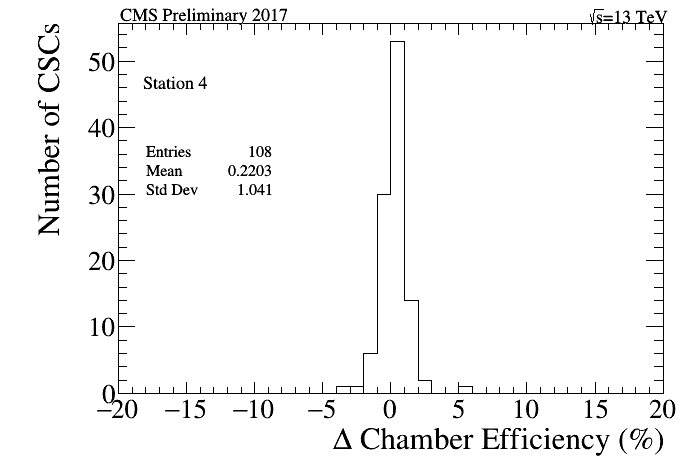 CMS Preliminary 2017
√s=13 TeV
Number of CSCs
50
40
30
20
10
0
Station 4
Entries 108
Mean 0.2203
Std Dev 1.041
−20 −15 −10 −5 0 5 10 15 20
Δ Chamber Efficiency (%)